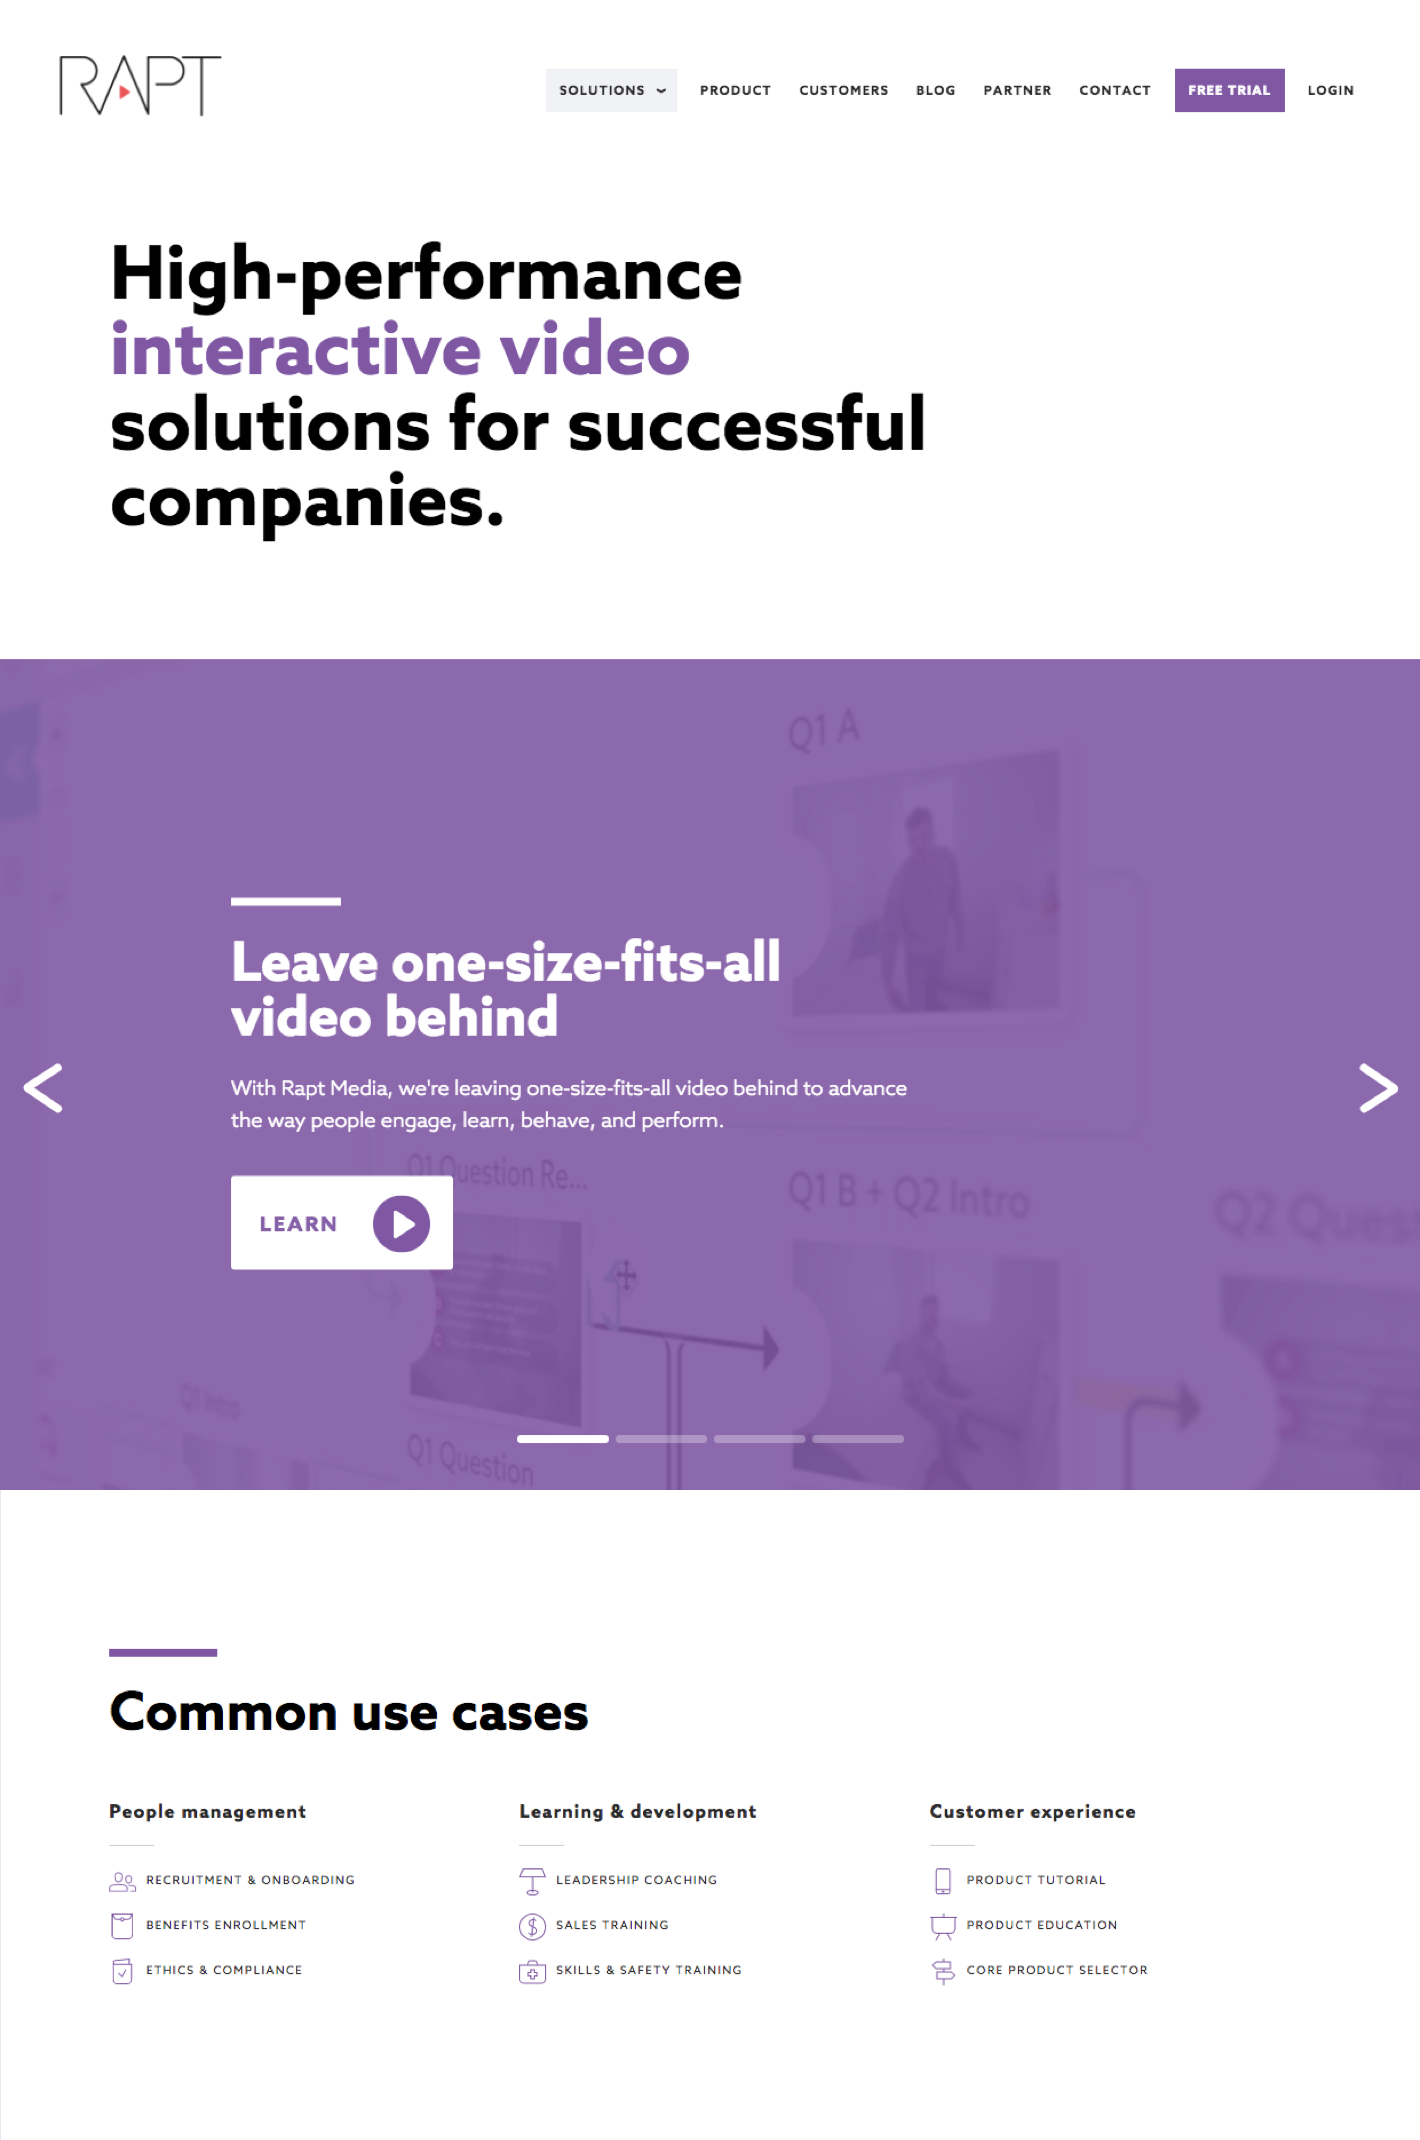 RAPT
SOLUTIONS
PRODUCT
CUSTOMERS
BLOG
PARTNER
CONTACT
FREE TRIAL
LOGIN
High-performance
interactive video
solutions for successful
companies.
Q1 A
Leave one-size-fits-all
video behind
With Rapt Media, we're leaving one-size-fits-all video behind to advance
the way people engage, learn, behave, and perform.
Q1 Question Re...
Q1 B + Q2 Intro
Q2 Ques
LEARN
Q1 Intro
Q1 Question
Common use cases
People management
RECRUITMENT & ONBOARDING
BENEFITS ENROLLMENT
ETHICS & COMPLIANCE
Learning & development
LEADERSHIP COACHING
SALES TRAINING
SKILLS & SAFETY TRAINING
Customer experience
PRODUCT TUTORIAL
PRODUCT EDUCATION
CORE PRODUCT SELECTOR